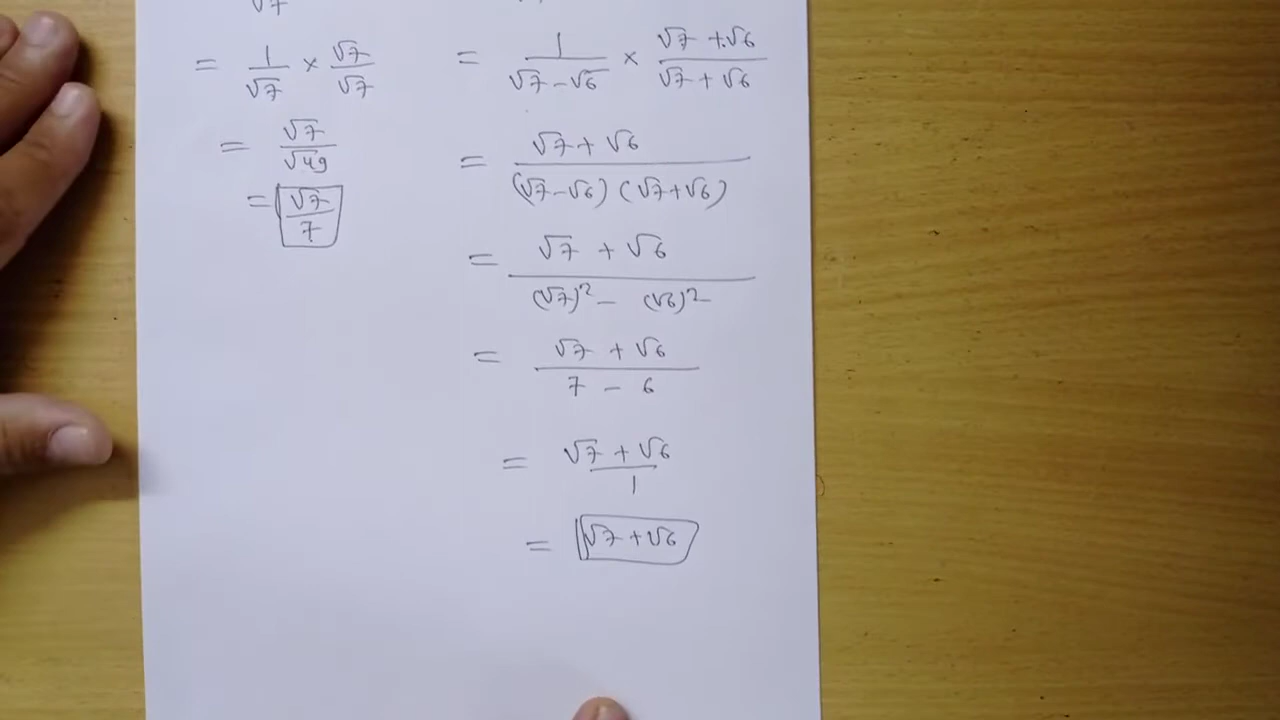 √7
= 1/√7 × √7/√7
= √7/√49
= √7/7
= 1/(√7 - √6) × (√7 + √6)/(√7 + √6)
= (√7 + √6)/((√7 - √6) (√7 + √6))
= (√7 + √6)/((√7)² - (√6)²)
= (√7 + √6)/(7 - 6)
= (√7 + √6)/1
= √7 + √6